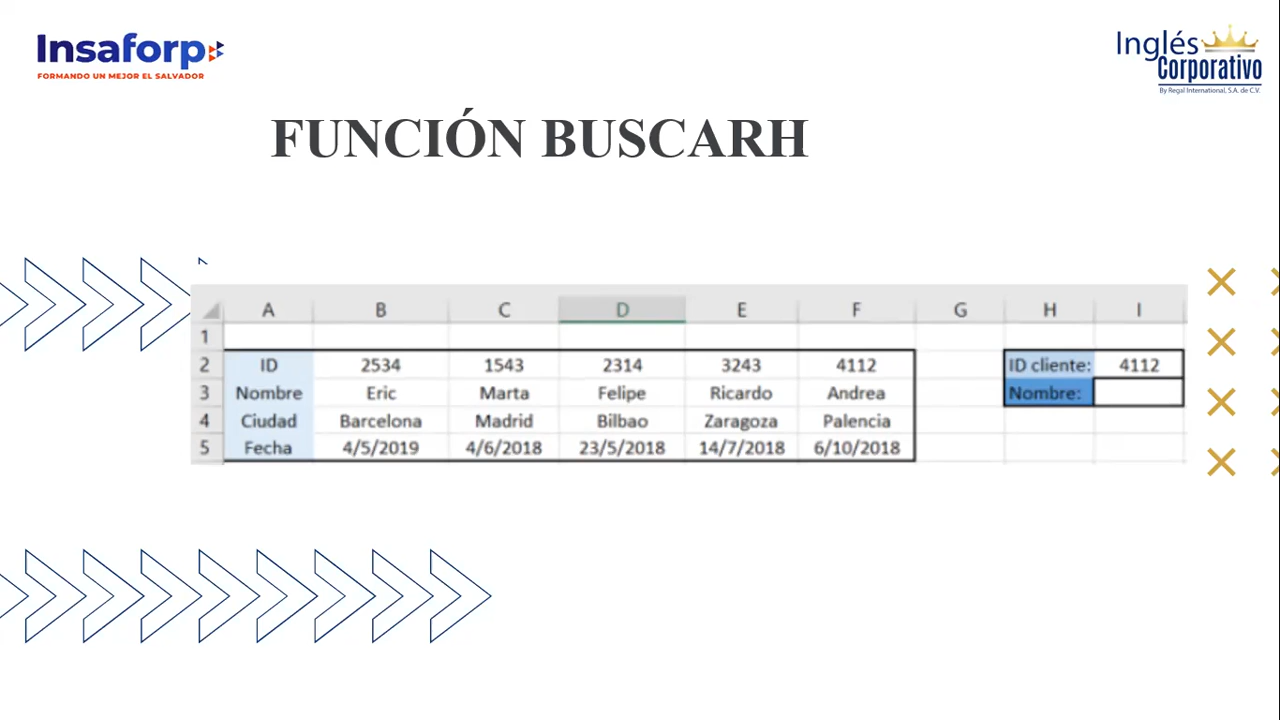 Insaforp
FORMANDO UN MEJOR EL SALVADOR
Inglés
Corporativo
By Regal International, S.A. de C.V.
FUNCIÓN BUSCARH
A B C D E F G H I
1
2 ID 2534 1543 2314 3243 4112 ID cliente: 4112
3 Nombre Eric Marta Felipe Ricardo Andrea Nombre:
4 Ciudad Barcelona Madrid Bilbao Zaragoza Palencia
5 Fecha 4/5/2019 4/6/2018 23/5/2018 14/7/2018 6/10/2018